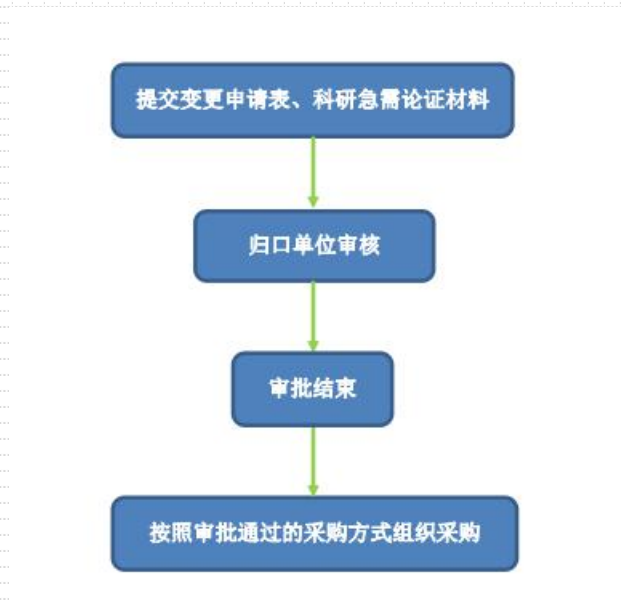 提交变更申请表、科研急需论证材料
归口单位审核
审批结束
按照审批通过的采购方式组织采购